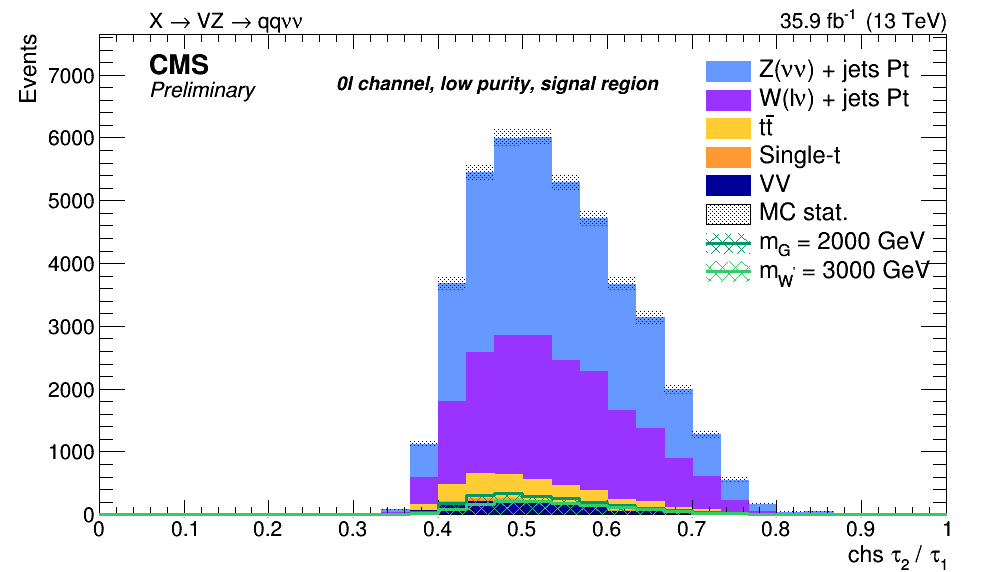 X → VZ → qqνν
35.9 fb⁻¹ (13 TeV)
Events
CMS
Preliminary
0l channel, low purity, signal region
Z(νν) + jets Pt
W(lν) + jets Pt
tt̄
Single-t
VV
MC stat.
m_G = 2000 GeV
m_W' = 3000 GeV
7000
6000
5000
4000
3000
2000
1000
0
0 0.1 0.2 0.3 0.4 0.5 0.6 0.7 0.8 0.9 1
chs τ₂ / τ₁